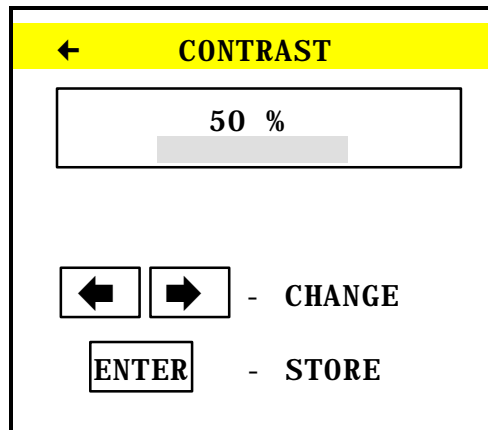 ← CONTRAST
50 %
- CHANGE
ENTER - STORE